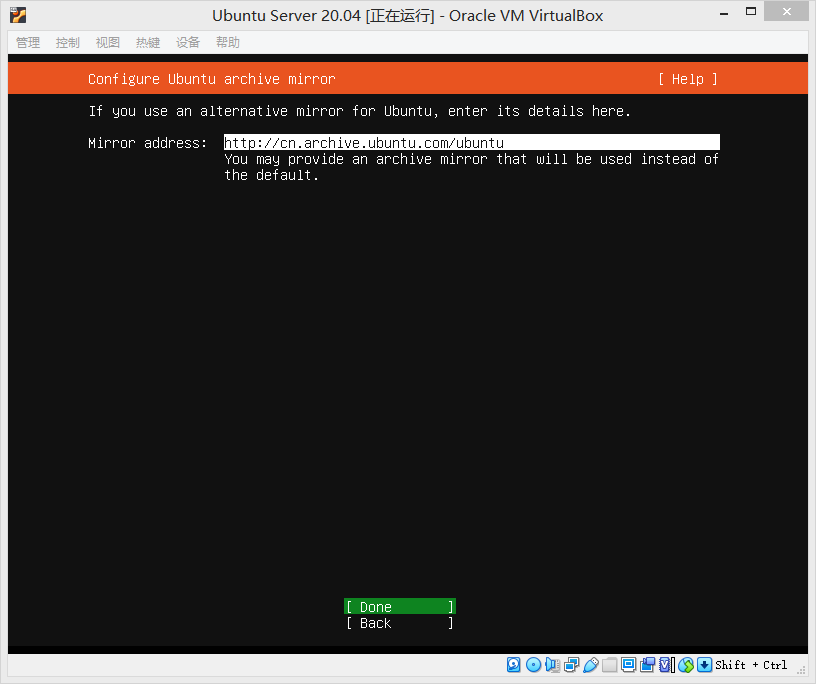 Ubuntu Server 20.04 [正在运行] - Oracle VM VirtualBox
管理 控制 视图 热键 设备 帮助
Configure Ubuntu archive mirror [ Help ]
If you use an alternative mirror for Ubuntu, enter its details here.
Mirror address: http://cn.archive.ubuntu.com/ubuntu
You may provide an archive mirror that will be used instead of
the default.
[ Done ]
[ Back ]
Shift + Ctrl